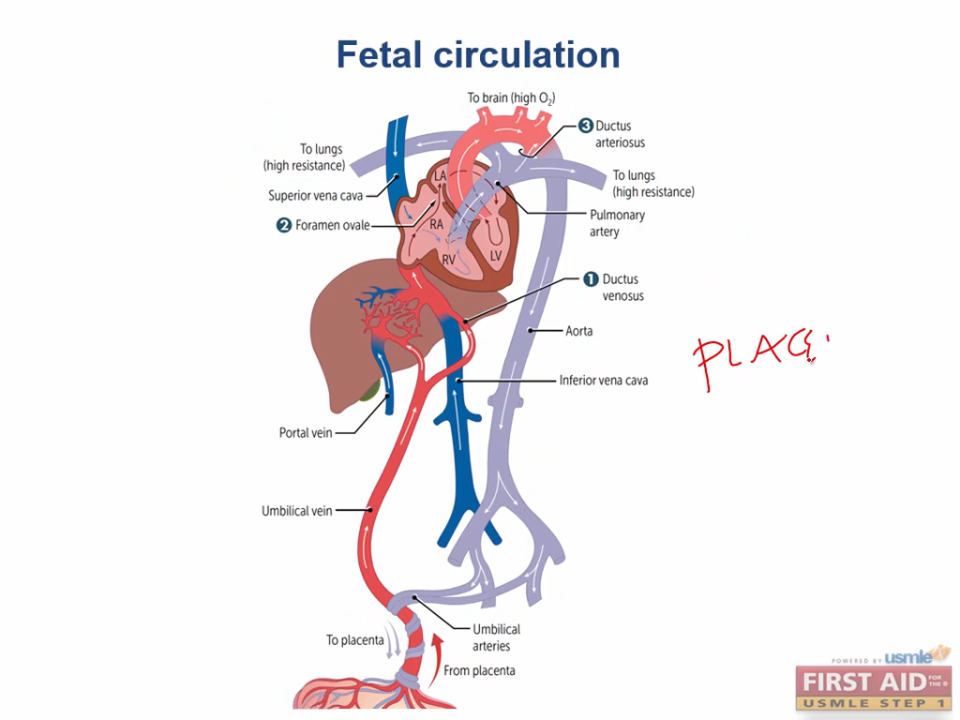 Fetal circulation
To brain (high O2)
3 Ductus
arteriosus
To lungs
(high resistance)
To lungs
(high resistance)
Superior vena cava
LA
2 Foramen ovale
RA
Pulmonary
artery
RV
LV
1 Ductus
venosus
Aorta
PLAC
Inferior vena cava
Portal vein
Umbilical vein
To placenta
Umbilical
arteries
From placenta
POWERED BY usmle
FIRST AID FOR THE®
USMLE STEP 1